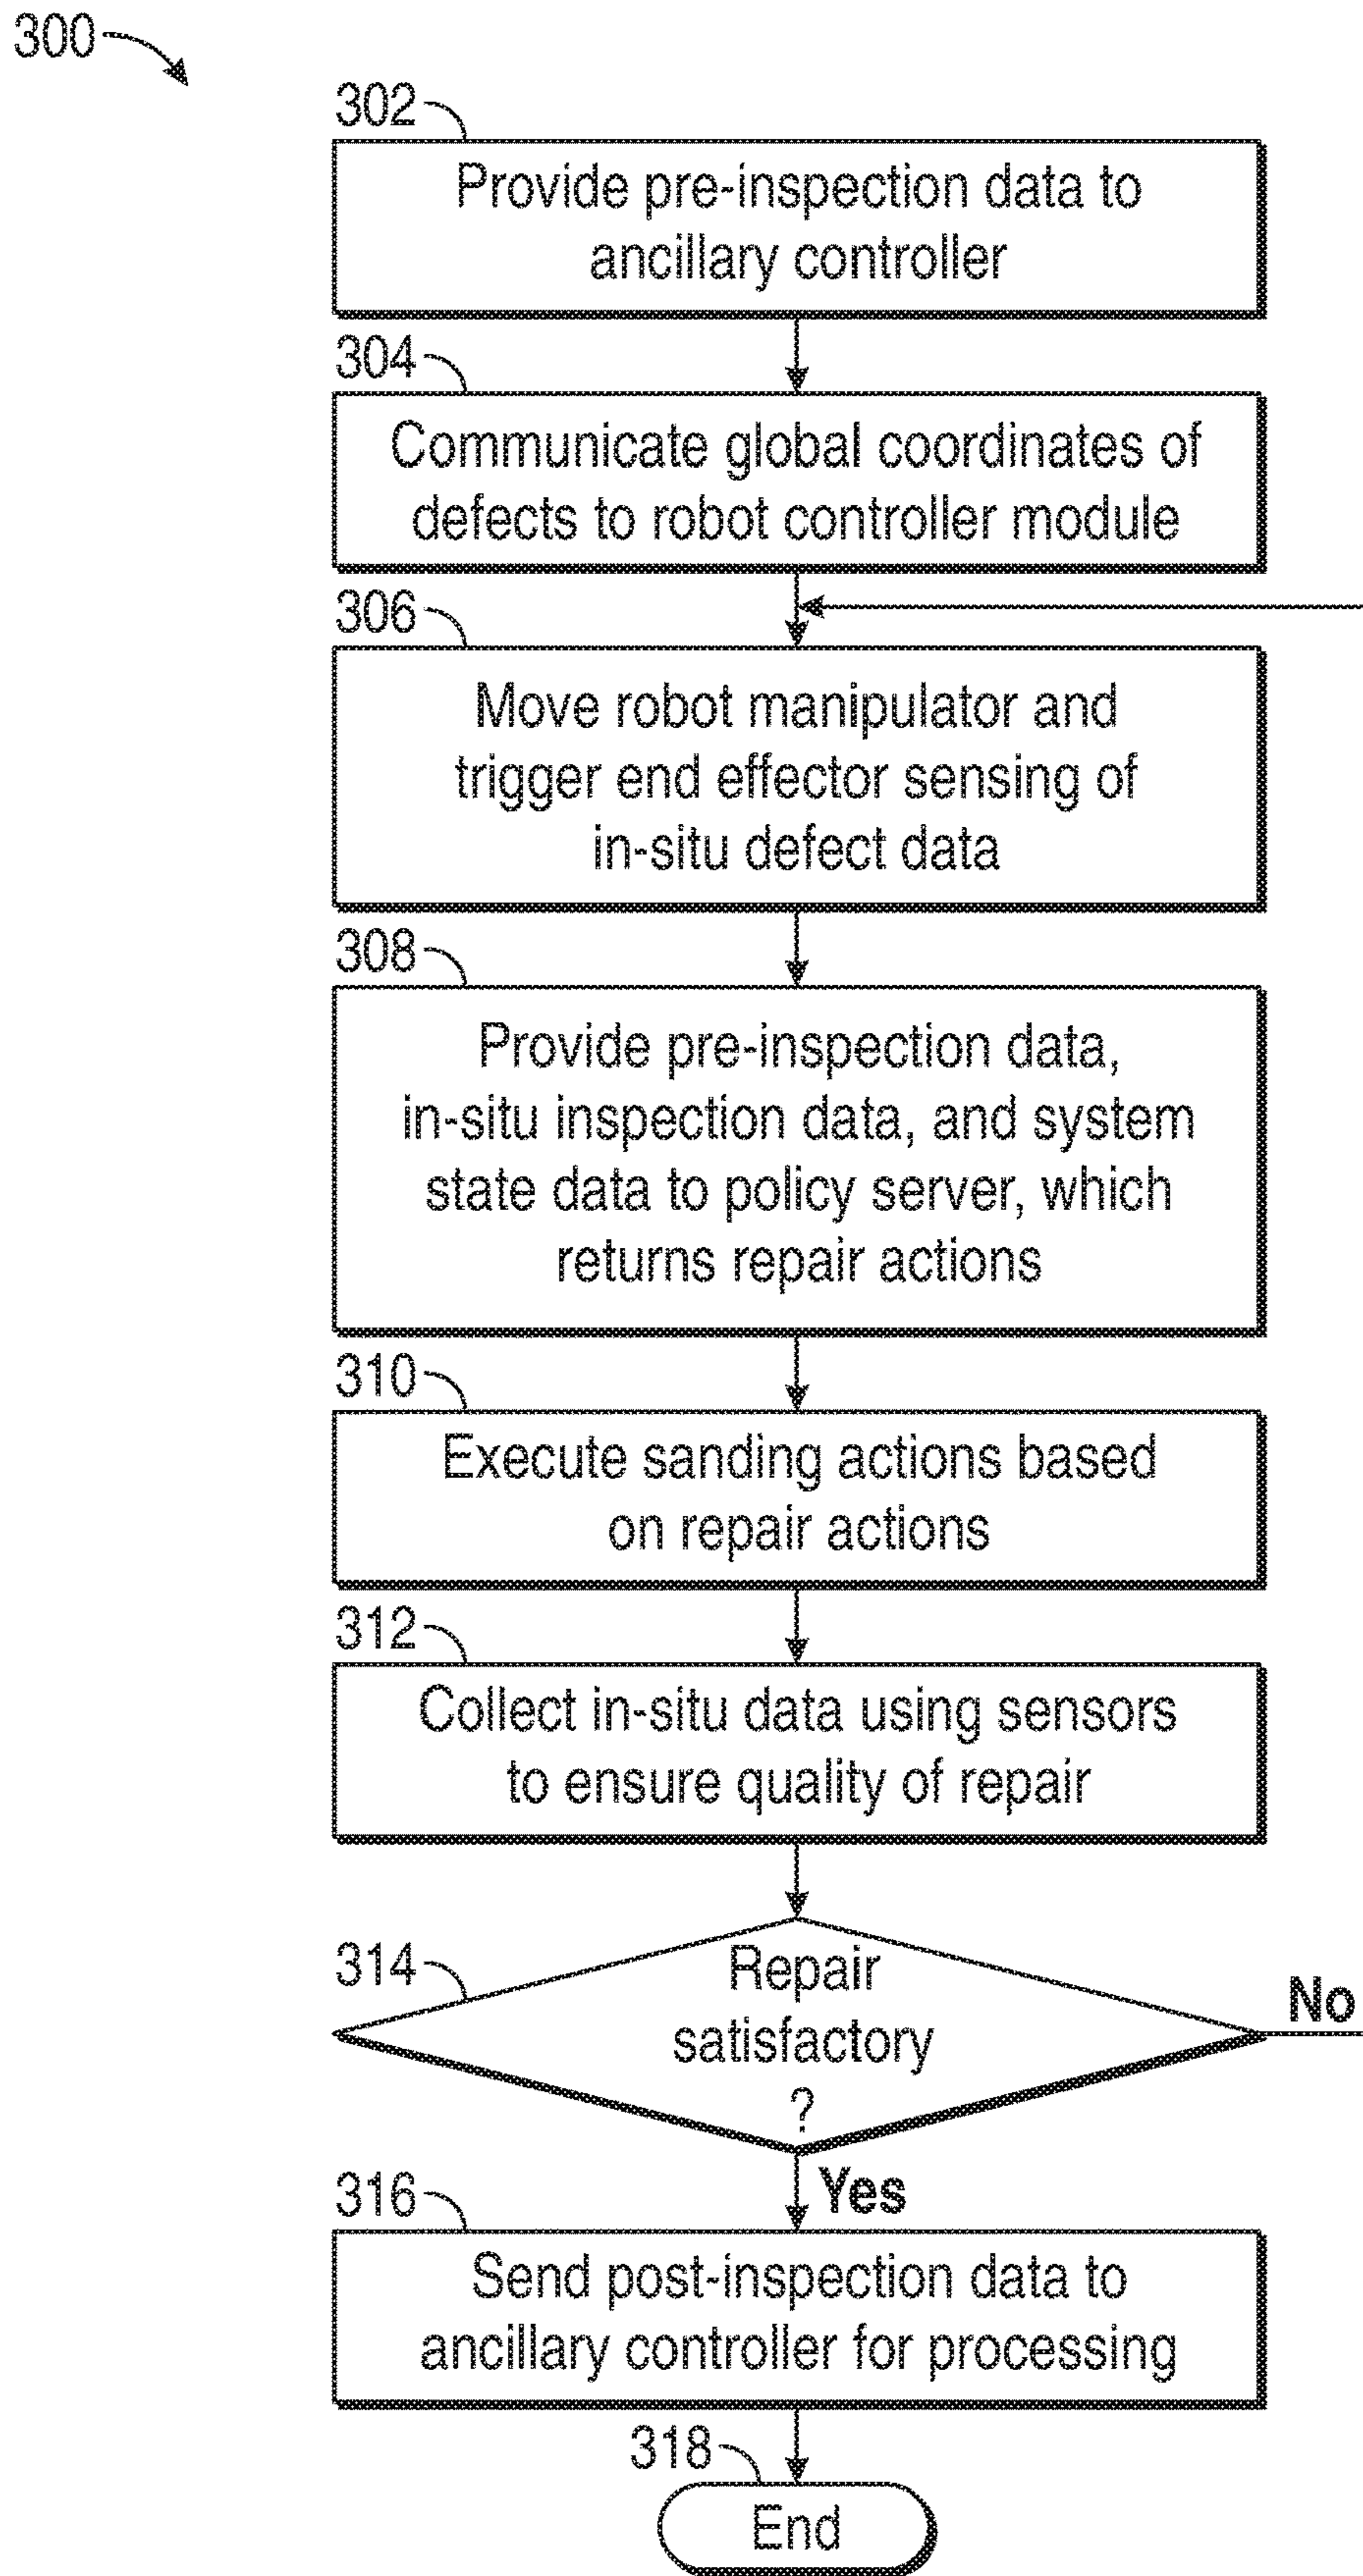 300
302
Provide pre-inspection data to
ancillary controller
304
Communicate global coordinates of
defects to robot controller module
306
Move robot manipulator and
trigger end effector sensing of
in-situ defect data
308
Provide pre-inspection data,
in-situ inspection data, and system
state data to policy server, which
returns repair actions
310
Execute sanding actions based
on repair actions
312
Collect in-situ data using sensors
to ensure quality of repair
314
Repair
satisfactory
?
No
Yes
316
Send post-inspection data to
ancillary controller for processing
318
End